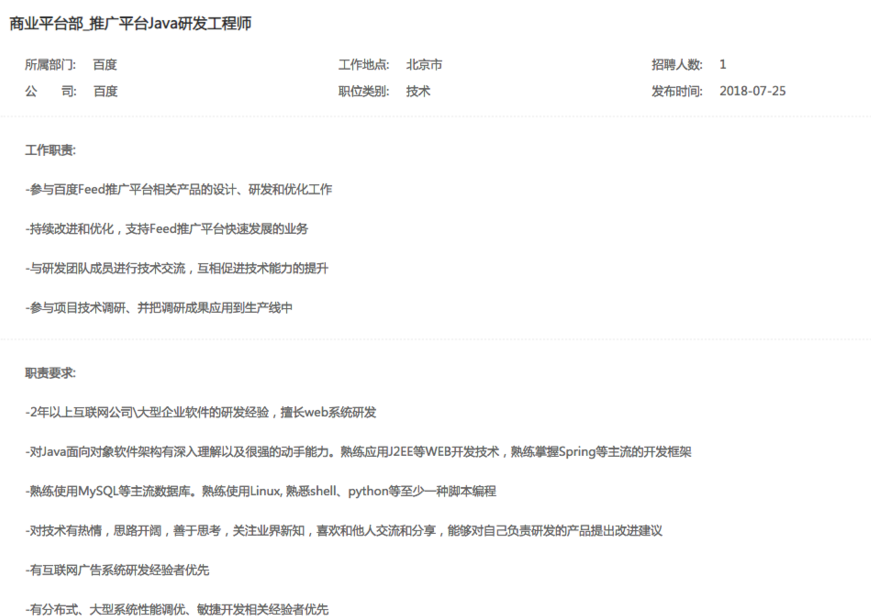 商业平台部_推广平台Java研发工程师
所属部门: 百度 工作地点: 北京市 招聘人数: 1
公 司: 百度 职位类别: 技术 发布时间: 2018-07-25
工作职责:
-参与百度Feed推广平台相关产品的设计、研发和优化工作
-持续改进和优化，支持Feed推广平台快速发展的业务
-与研发团队成员进行技术交流，互相促进技术能力的提升
-参与项目技术调研、并把调研成果应用到生产线中
职责要求:
-2年以上互联网公司\大型企业软件的研发经验，擅长web系统研发
-对Java面向对象软件架构有深入理解以及很强的动手能力。熟练应用J2EE等WEB开发技术，熟练掌握Spring等主流的开发框架
-熟练使用MySQL等主流数据库。熟练使用Linux, 熟悉shell、python等至少一种脚本编程
-对技术有热情，思路开阔，善于思考，关注业界新知，喜欢和他人交流和分享，能够对自己负责研发的产品提出改进建议
-有互联网广告系统研发经验者优先
-有分布式、大型系统性能调优、敏捷开发相关经验者优先